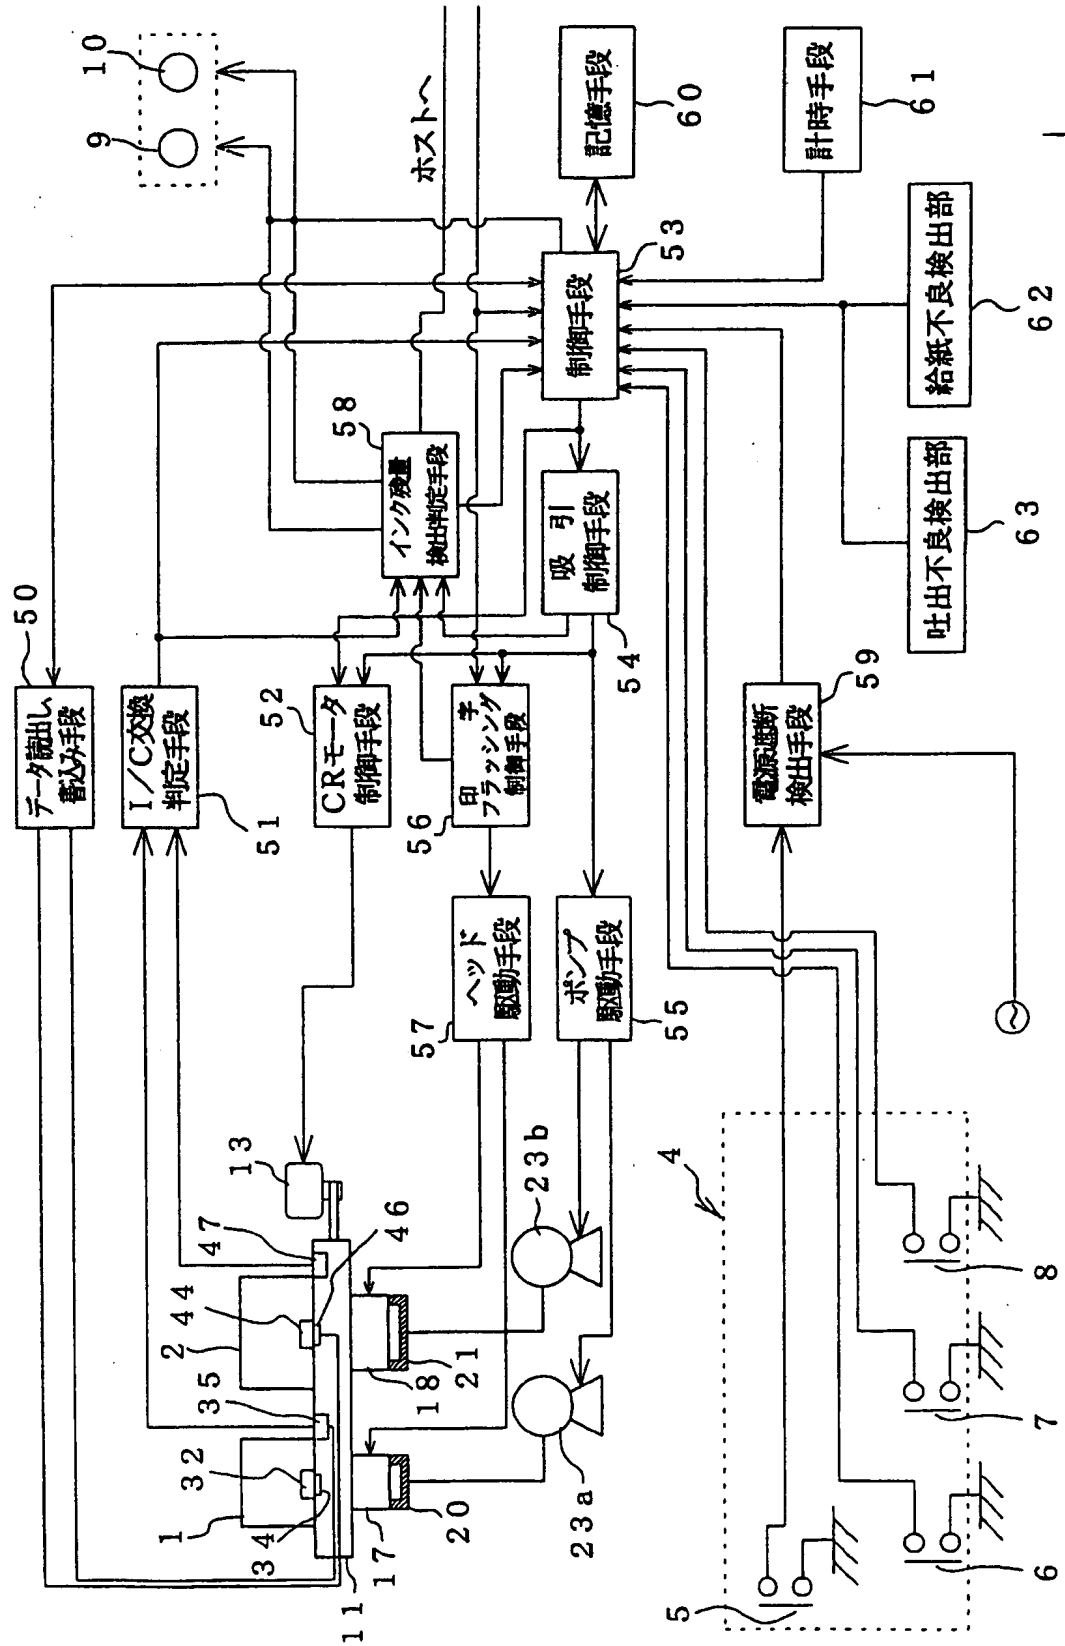 10
9
ホストへ
記憶手段
60
計時手段
61
制御手段
53
給紙不良検出部
62
吐出不良検出部
63
インク残量
検出判定手段
58
吸引
制御手段
54
データ読出し
書込み手段
50
I/C交換
判定手段
51
CRモータ
制御手段
52
印字
フラッシング
制御手段
56
電源遮断
検出手段
59
ヘッド
駆動手段
57
ポンプ
駆動手段
55
13
47
46
44
2
35
32
1
34
11
17
20
18
21
23b
23a
4
5
6
7
8